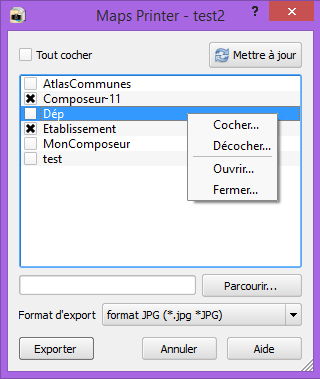 Maps Printer - test2
?
Tout cocher
Mettre à jour
AtlasCommunes
Composeur-11
Dép
Etablissement
MonComposeur
test
Cocher...
Décocher...
Ouvrir...
Fermer...
Parcourir...
Format d'export
format JPG (*.jpg *JPG)
Exporter
Annuler
Aide